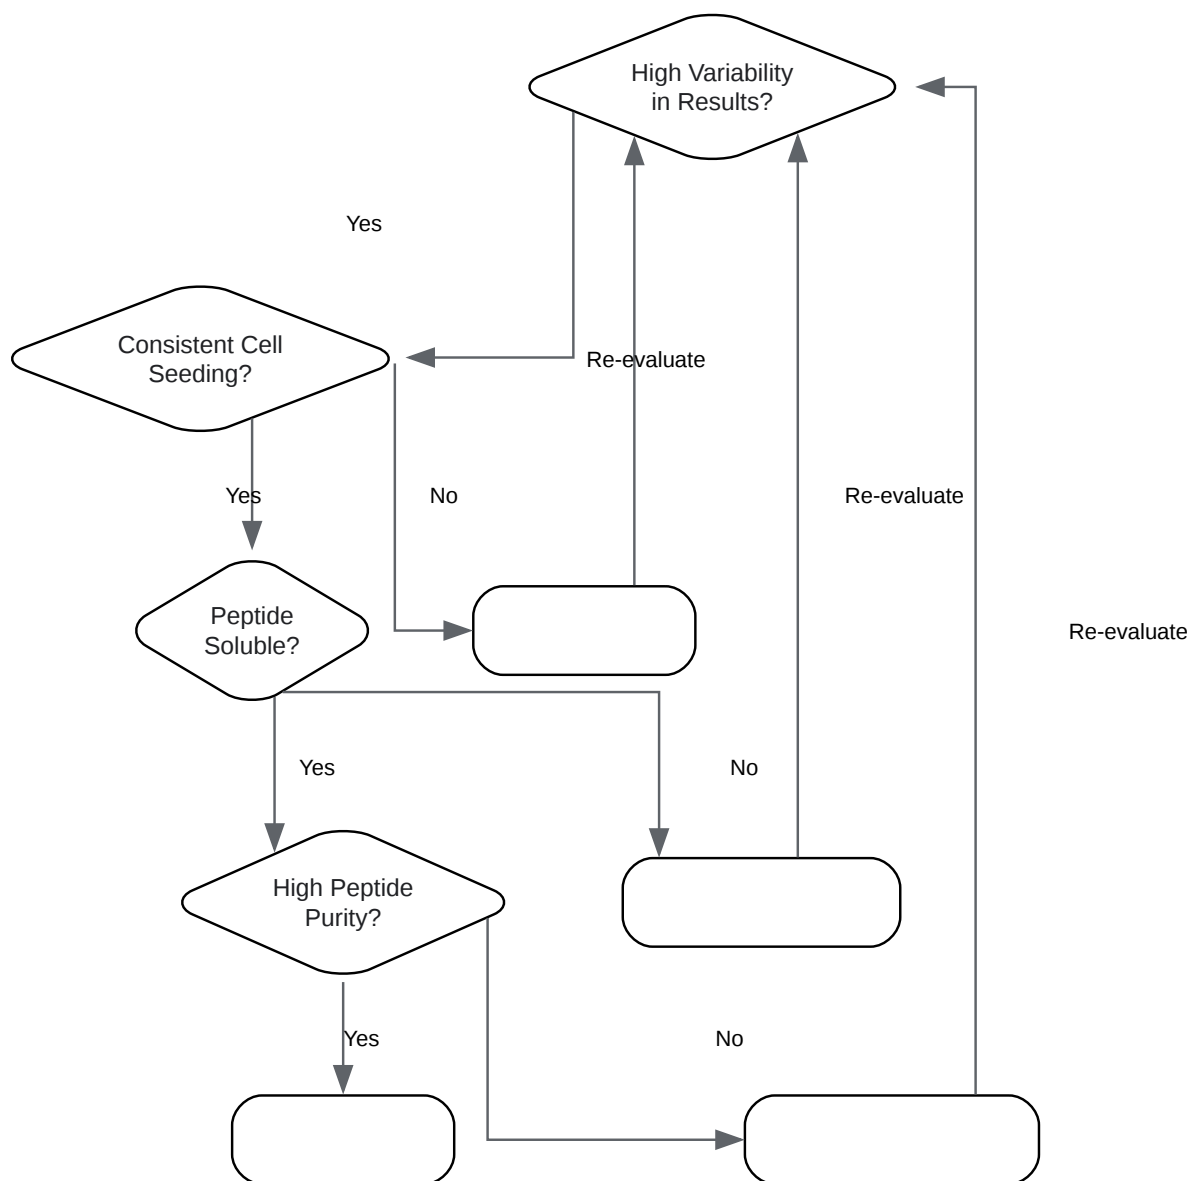 High Variability
in Results?
Yes
Consistent Cell
Seeding?
Re-evaluate
Yes
No
Re-evaluate
Peptide
Soluble?
Re-evaluate
Yes
No
High Peptide
Purity?
Yes
No